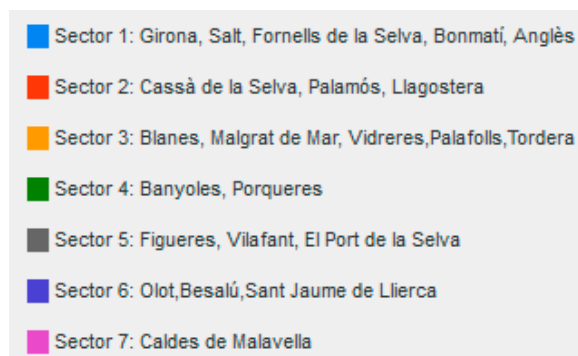 Sector 1: Girona, Salt, Fornells de la Selva, Bonmatí, Anglès
Sector 2: Cassà de la Selva, Palamós, Llagostera
Sector 3: Blanes, Malgrat de Mar, Vidreres,Palafolls,Tordera
Sector 4: Banyoles, Porqueres
Sector 5: Figueres, Vilafant, El Port de la Selva
Sector 6: Olot,Besalú,Sant Jaume de Llierca
Sector 7: Caldes de Malavella